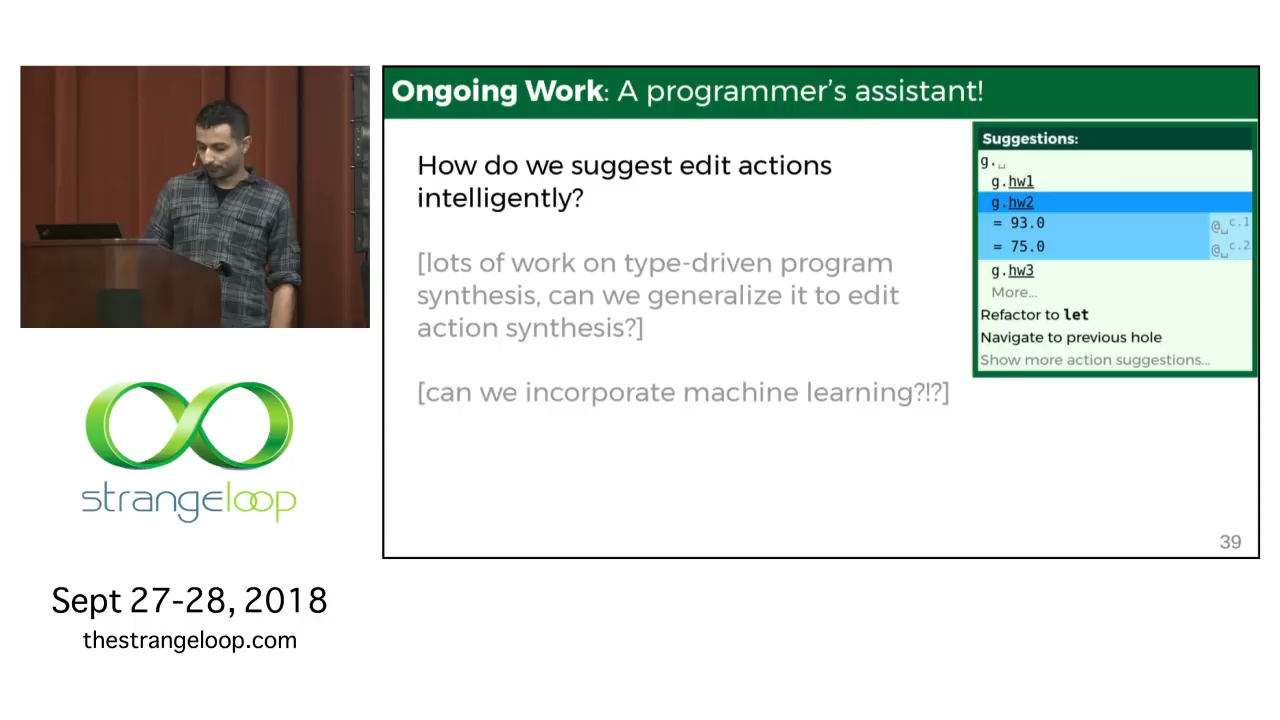 Ongoing Work: A programmer's assistant!
How do we suggest edit actions
intelligently?
[lots of work on type-driven program
synthesis, can we generalize it to edit
action synthesis?]
[can we incorporate machine learning?!?]
Suggestions:
g.␣
g.hw1
g.hw2
= 93.0 @␣c.1
= 75.0 @␣c.2
g.hw3
More...
Refactor to let
Navigate to previous hole
Show more action suggestions...
39
strangeloop
Sept 27-28, 2018
thestrangeloop.com